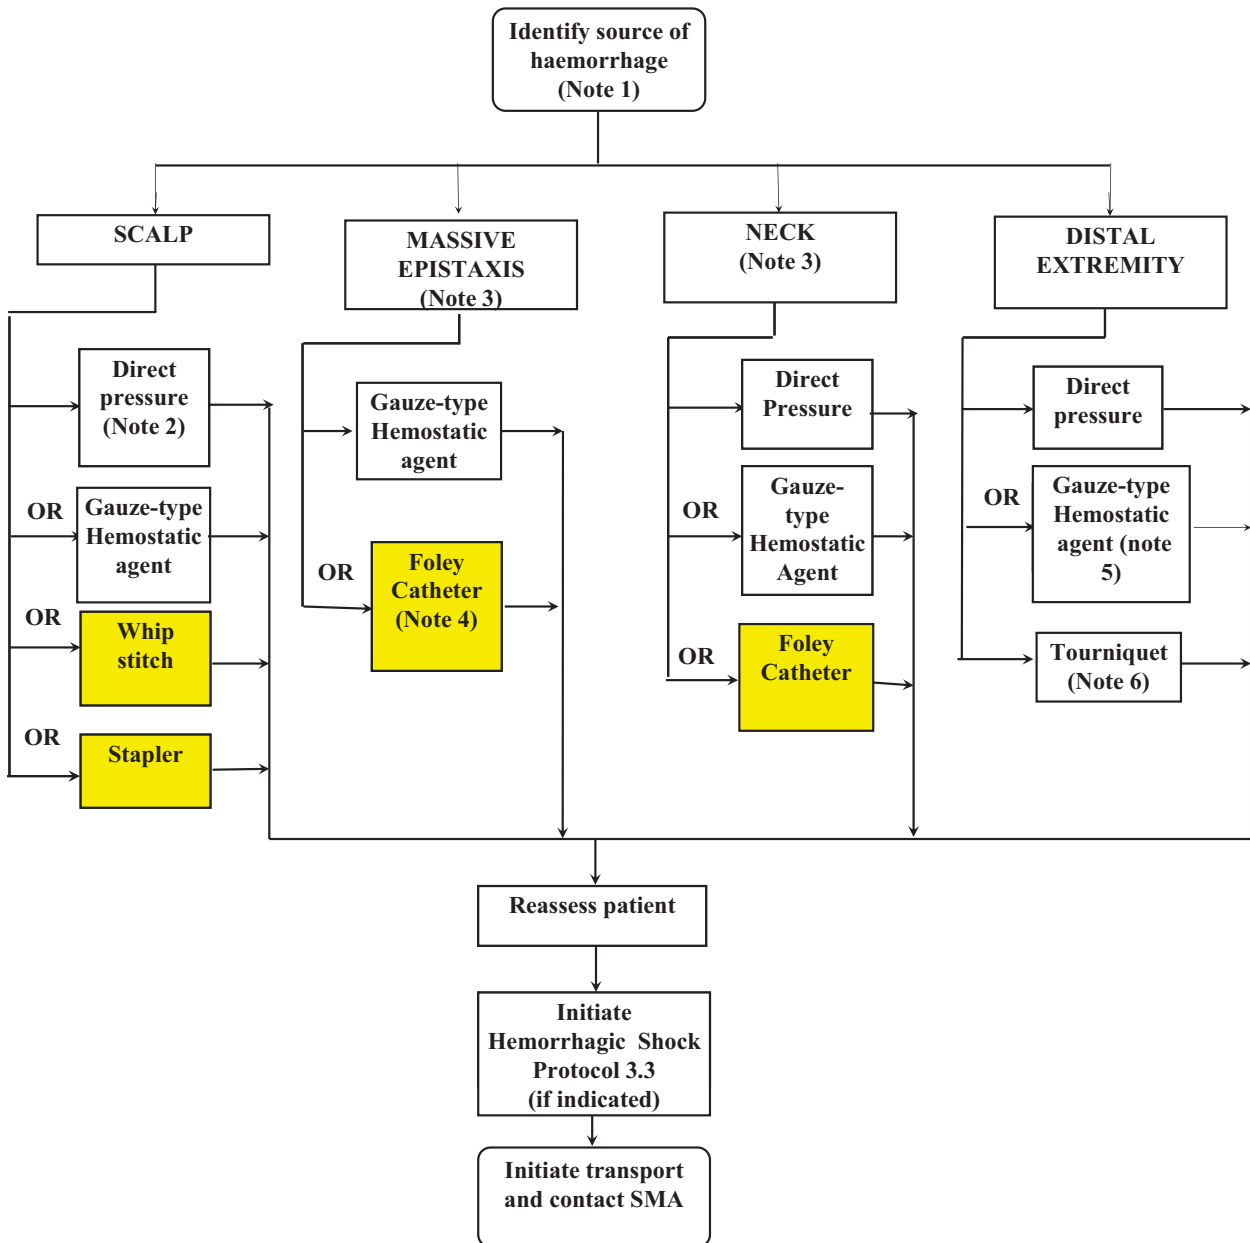 Identify source of
haemorrhage
(Note 1)
SCALP
MASSIVE
EPISTAXIS
(Note 3)
NECK
(Note 3)
DISTAL
EXTREMITY
Direct
pressure
(Note 2)
OR
Gauze-type
Hemostatic
agent
OR
Whip
stitch
OR
Stapler
Gauze-type
Hemostatic
agent
OR
Foley
Catheter
(Note 4)
Direct
Pressure
OR
Gauze-
type
Hemostatic
Agent
OR
Foley
Catheter
Direct
pressure
OR
Gauze-type
Hemostatic
agent (note
5)
Tourniquet
(Note 6)
Reassess patient
Initiate
Hemorrhagic Shock
Protocol 3.3
(if indicated)
Initiate transport
and contact SMA